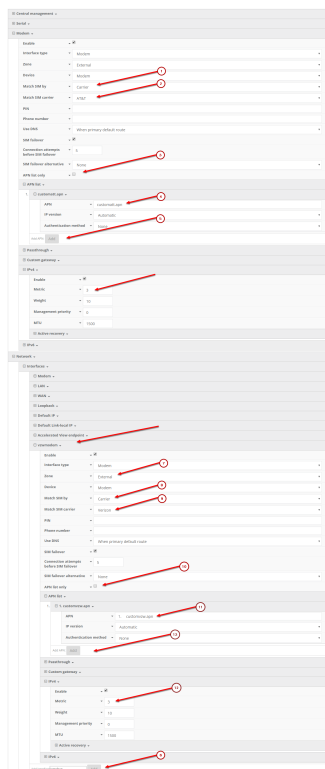 Central management
Serial
Modem
Enable
Interface type Modem
Zone External
Device Modem
1
Match SIM by Carrier
2
Match SIM carrier AT&T
PIN
Phone number
Use DNS When primary default route
SIM failover
Connection attempts before SIM failover 5
SIM failover alternative None
APN list only
APN list
customatt.apn
APN customatt.apn
IP version Automatic
Authentication method None
Add APN Add
Passthrough
Custom gateway
IPv4
Enable
Metric 3
Weight 10
Management priority 0
MTU 1500
Active recovery
IPv6
Network
Interfaces
Modem
LAN
WAN
Loopback
Default IP
Default Link-local IP
Accelerated View endpoint
Enable
Interface type Modem
7
Zone External
Device Modem
Match SIM by Carrier
Match SIM carrier Verizon
PIN
Phone number
Use DNS When primary default route
SIM failover
Connection attempts before SIM failover 5
10
SIM failover alternative None
APN list only
APN list
11
IP version Automatic
12
Authentication method None
Add APN Add
Passthrough
Custom gateway
IPv4
Enable
Metric
Weight 10
Management priority 0
MTU 1500
Active recovery
IPv6